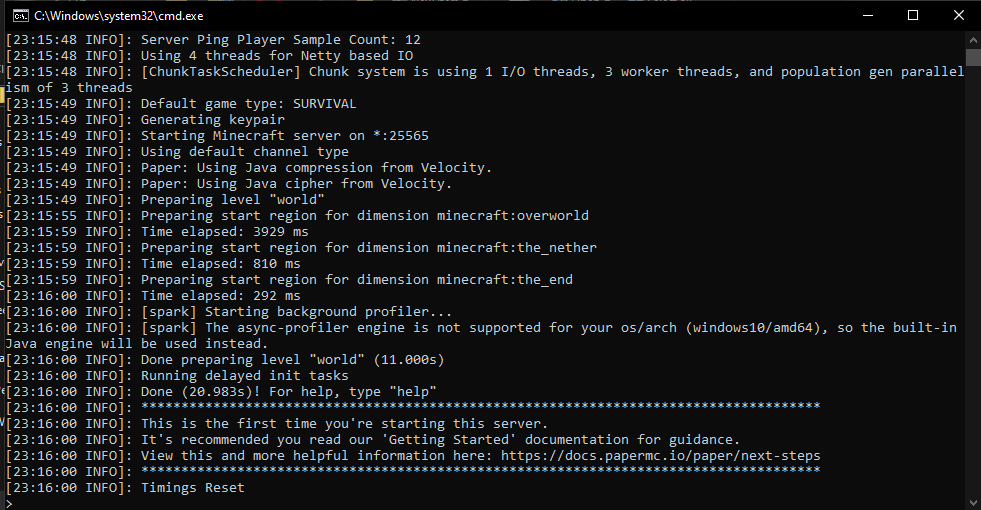 C:\Windows\system32\cmd.exe
[23:15:48 INFO]: Server Ping Player Sample Count: 12
[23:15:48 INFO]: Using 4 threads for Netty based IO
[23:15:48 INFO]: [ChunkTaskScheduler] Chunk system is using 1 I/O threads, 3 worker threads, and population gen parallel
ism of 3 threads
[23:15:49 INFO]: Default game type: SURVIVAL
[23:15:49 INFO]: Generating keypair
[23:15:49 INFO]: Starting Minecraft server on *:25565
[23:15:49 INFO]: Using default channel type
[23:15:49 INFO]: Paper: Using Java compression from Velocity.
[23:15:49 INFO]: Paper: Using Java cipher from Velocity.
[23:15:49 INFO]: Preparing level "world"
[23:15:55 INFO]: Preparing start region for dimension minecraft:overworld
[23:15:59 INFO]: Time elapsed: 3929 ms
[23:15:59 INFO]: Preparing start region for dimension minecraft:the_nether
[23:15:59 INFO]: Time elapsed: 810 ms
[23:15:59 INFO]: Preparing start region for dimension minecraft:the_end
[23:16:00 INFO]: Time elapsed: 292 ms
[23:16:00 INFO]: [spark] Starting background profiler...
[23:16:00 INFO]: [spark] The async-profiler engine is not supported for your os/arch (windows10/amd64), so the built-in
Java engine will be used instead.
[23:16:00 INFO]: Done preparing level "world" (11.000s)
[23:16:00 INFO]: Running delayed init tasks
[23:16:00 INFO]: Done (20.983s)! For help, type "help"
[23:16:00 INFO]: *************************************************************************************
[23:16:00 INFO]: This is the first time you're starting this server.
[23:16:00 INFO]: It's recommended you read our 'Getting Started' documentation for guidance.
[23:16:00 INFO]: View this and more helpful information here: https://docs.papermc.io/paper/next-steps
[23:16:00 INFO]: *************************************************************************************
[23:16:00 INFO]: Timings Reset
>